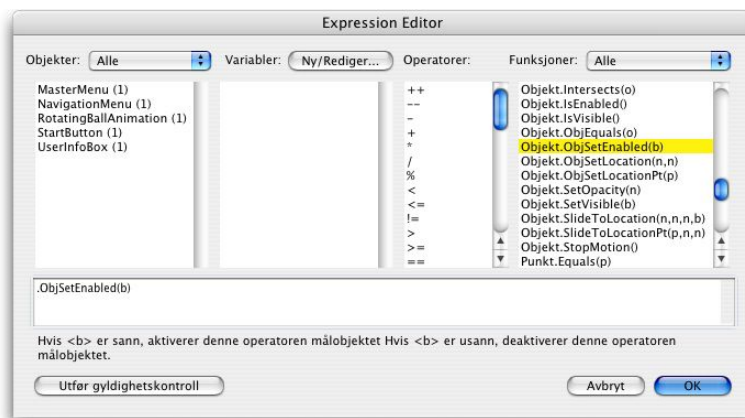 Expression Editor
Objekter: Alle Variabler: Ny/Rediger... Operatorer: Funksjoner: Alle
MasterMenu (1)
NavigationMenu (1)
RotatingBallAnimation (1)
StartButton (1)
UserInfoBox (1)
++
--
-
+
*
/
%
<
<=
!=
>
>=
==
Objekt.Intersects(o)
Objekt.IsEnabled()
Objekt.IsVisible()
Objekt.ObjEquals(o)
Objekt.ObjSetEnabled(b)
Objekt.ObjSetLocation(n,n)
Objekt.ObjSetLocationPt(p)
Objekt.SetOpacity(n)
Objekt.SetVisible(b)
Objekt.SlideToLocation(n,n,n,b)
Objekt.SlideToLocationPt(p,n,n)
Objekt.StopMotion()
Punkt.Equals(p)
.ObjSetEnabled(b)
Hvis <b> er sann, aktiverer denne operatoren målobjektet Hvis <b> er usann, deaktiverer denne operatoren
målobjektet.
Utfør gyldighetskontroll Avbryt OK